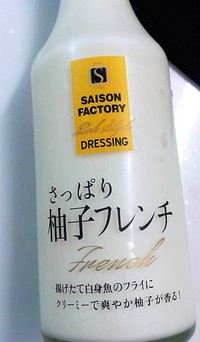 S
SAISON
FACTORY
DRESSING
さっぱり
柚子フレンチ
French
揚げたて白身魚のフライに
クリーミーで爽やか柚子が香る!